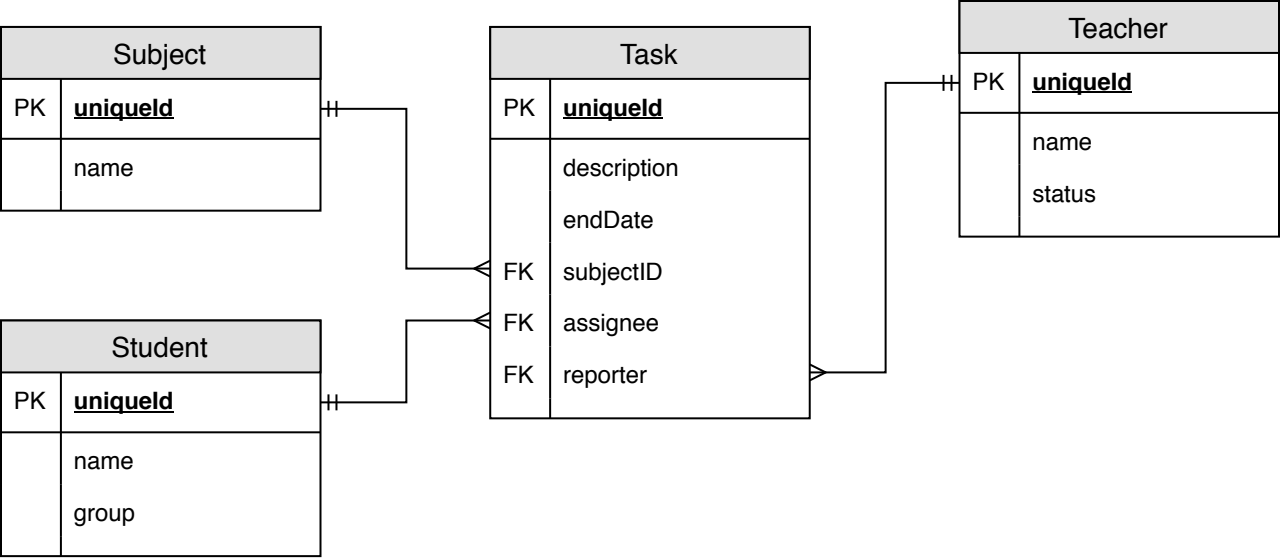 Subject
PK uniqueId
name
Student
PK uniqueId
name
group
Task
PK uniqueId
description
endDate
FK subjectID
FK assignee
FK reporter
Teacher
PK uniqueId
name
status